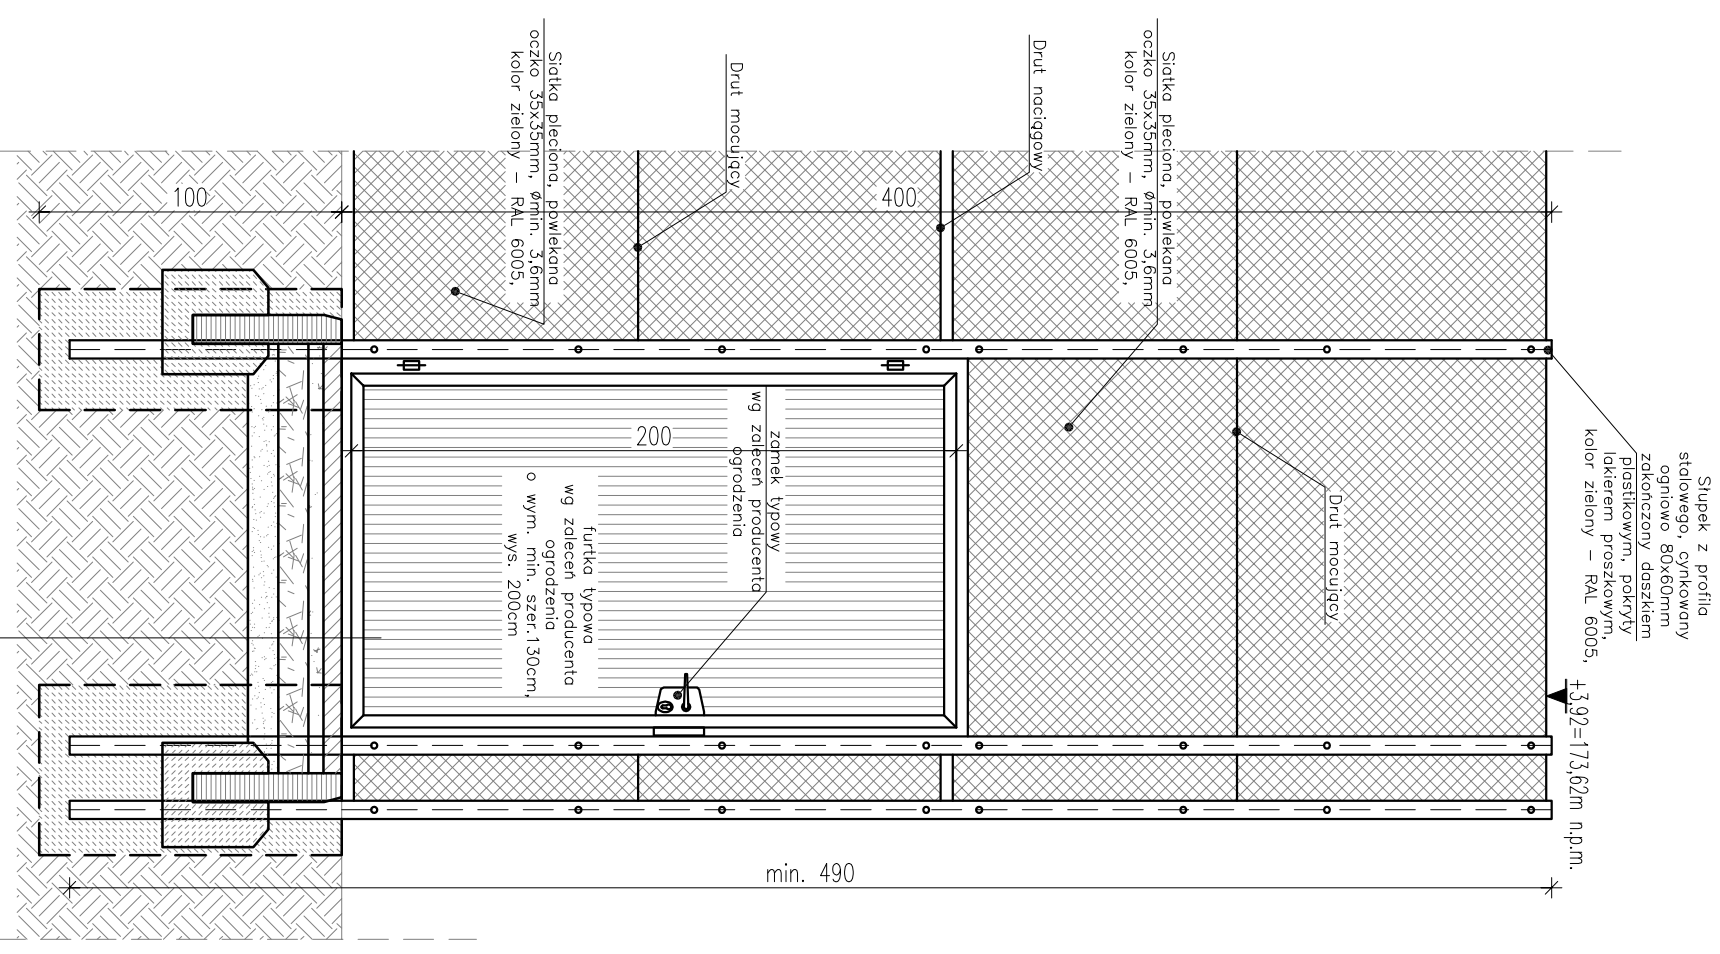 Słupek z profila
stalowego, cynkowany
ogniowo 80x60mm
zakończony daszkiem
plastikowym, pokryty
lakierem proszkowym,
kolor zielony – RAL 6005,
+3,92=173,62m n.p.m.
Drut mocujący
Siatka pleciona, powlekana
oczko 35x35mm, ømin. 3,6mm
kolor zielony – RAL 6005,
Drut naciągowy
Drut mocujący
Siatka pleciona, powlekana
oczko 35x35mm, ømin. 3,6mm
kolor zielony – RAL 6005,
zamek typowy
wg zaleceń producenta
ogrodzenia
furtka typowa
wg zaleceń producenta
ogrodzenia
o wym. min. szer.130cm,
wys. 200cm
100
400
200
min. 490